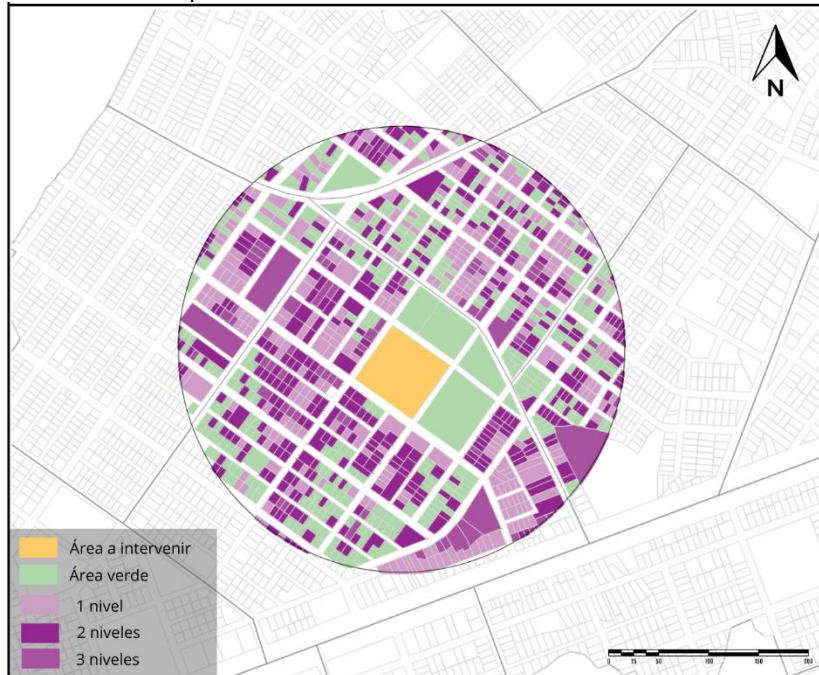 N
Área a intervenir
Área verde
1 nivel
2 niveles
3 niveles
0 25 50 100 150 200